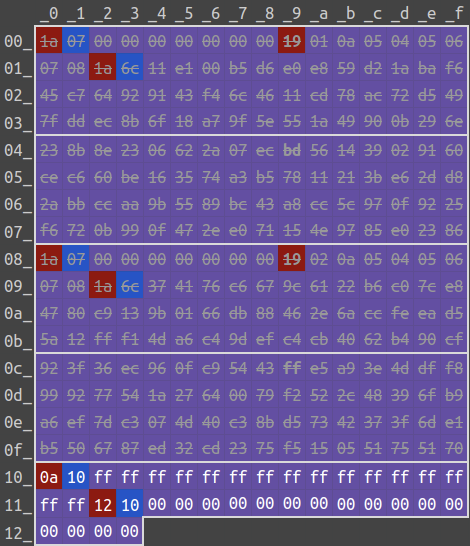 _0 _1 _2 _3 _4 _5 _6 _7 _8 _9 _a _b _c _d _e _f
00_ 1a 07 00 00 00 00 00 00 00 19 01 0a 05 04 05 06
01_ 07 08 1a 6c 11 e1 00 b5 d6 e0 e8 59 d2 1a ba f6
02_ 45 c7 64 92 91 43 f4 6c 46 11 cd 78 ac 72 d5 49
03_ 7f dd ec 8b 6f 18 a7 9f 5e 55 1a 49 90 0b 29 6e
04_ 23 8b 8e 23 06 62 2a 07 ec bd 56 14 39 02 91 60
05_ ce c6 60 be 16 35 74 a3 b5 78 11 21 3b e6 2d d8
06_ 2a bb cc aa 9b 55 89 bc 43 a8 cc 5c 97 0f 92 25
07_ f6 72 0b 99 0f 47 2e e0 71 15 4e 97 85 e0 23 86
08_ 1a 07 00 00 00 00 00 00 00 19 02 0a 05 04 05 06
09_ 07 08 1a 6c 37 41 76 c6 67 9c 61 22 b6 c0 7c e8
0a_ 47 80 c9 13 9b 01 66 db 88 46 2e 6a cc fe ea d5
0b_ 5a 12 ff f1 4d a6 c4 9d ef c4 cb 40 62 b4 90 cf
0c_ 92 3f 36 ec 96 0f c9 54 43 ff e5 a9 3e 4d df f8
0d_ 99 92 77 54 1a 27 64 00 79 f2 52 2c 48 39 6f b9
0e_ a6 ef 7d c3 07 4d 40 c3 8b d5 73 42 37 3f 6d e1
0f_ b5 50 67 87 ed 32 cd 23 75 f5 15 05 51 75 51 70
10_ 0a 10 ff ff ff ff ff ff ff ff ff ff ff ff ff ff
11_ ff ff 12 10 00 00 00 00 00 00 00 00 00 00 00 00
12_ 00 00 00 00